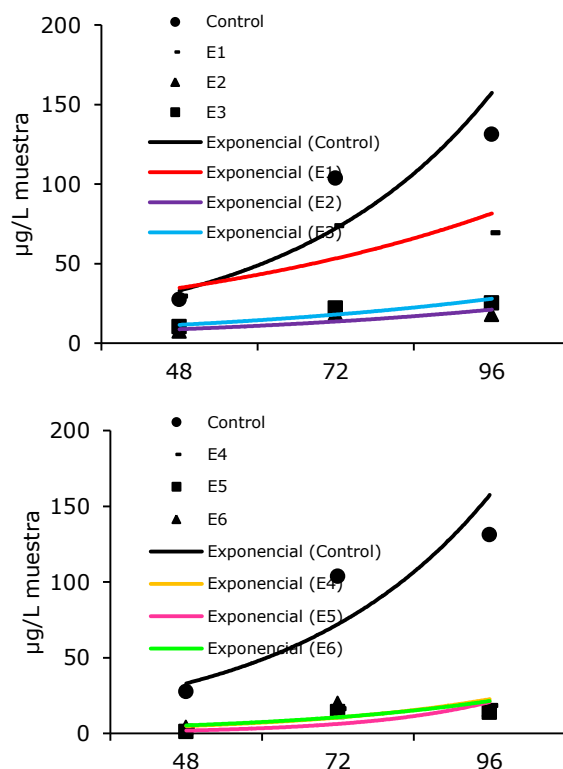 200
150
100
50
0
µg/L muestra
Control
E1
E2
E3
Exponencial (Control)
Exponencial (E1)
Exponencial (E2)
Exponencial (E3)
48 72 96
200
150
100
50
0
µg/L muestra
Control
E4
E5
E6
Exponencial (Control)
Exponencial (E4)
Exponencial (E5)
Exponencial (E6)
48 72 96